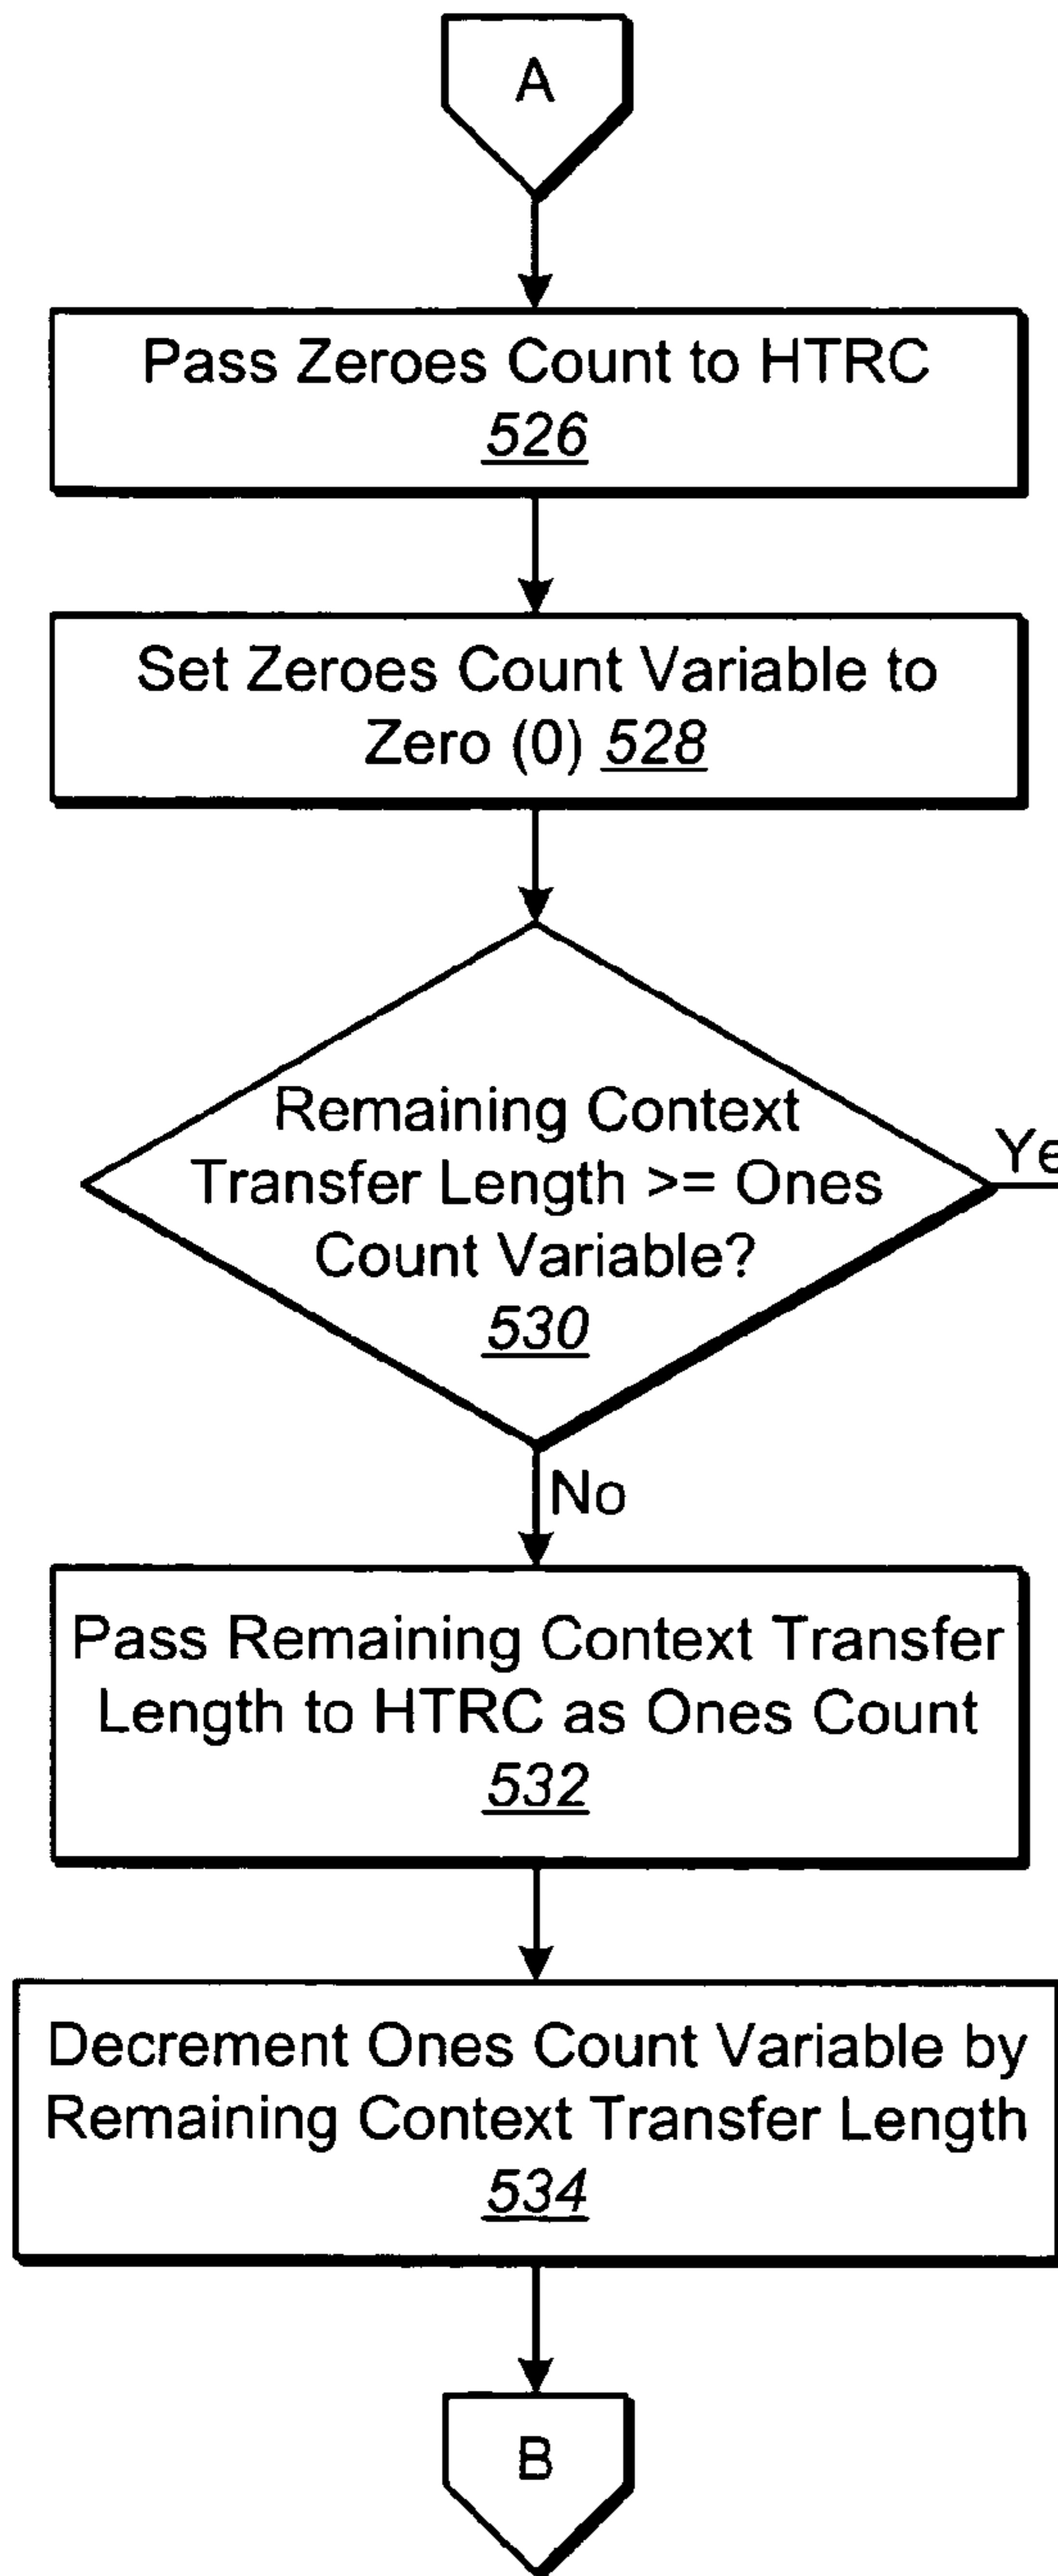 A
Pass Zeroes Count to HTRC
526
Set Zeroes Count Variable to
Zero (0) 528
Remaining Context
Transfer Length >= Ones
Count Variable?
530
Ye
No
Pass Remaining Context Transfer
Length to HTRC as Ones Count
532
Decrement Ones Count Variable by
Remaining Context Transfer Length
534
B